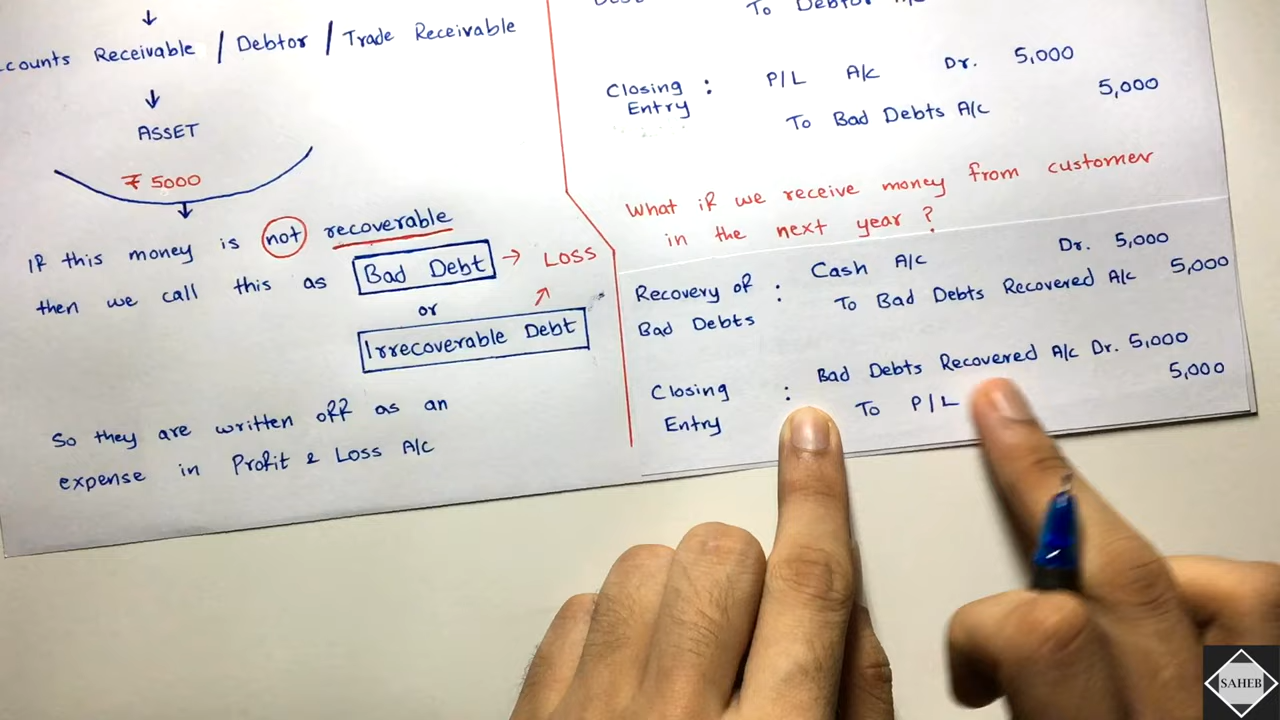 Accounts Receivable / Debtor / Trade Receivable
ASSET
₹ 5000
If this money is not recoverable
then we call this as Bad Debt → LOSS
or
Irrecoverable Debt
So they are written off as an
expense in Profit & Loss A/c
To Debtor A/c
Closing Entry : P/L A/c Dr. 5,000
To Bad Debts A/c 5,000
What if we receive money from customer
in the next year ?
Recovery of Bad Debts : Cash A/c Dr. 5,000
To Bad Debts Recovered A/c 5,000
Closing Entry : Bad Debts Recovered A/c Dr. 5,000
To P/L 5,000
SAHEB